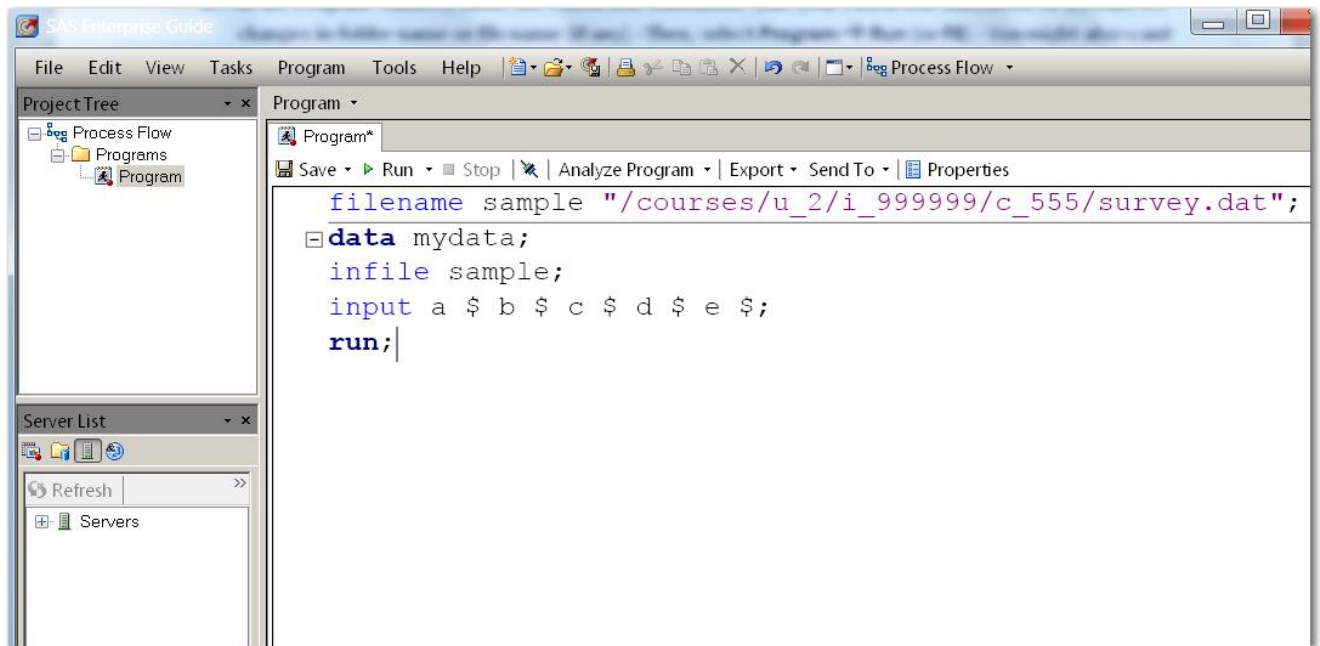 SAS Enterprise Guide
File Edit View Tasks Program Tools Help Process Flow
Project Tree
Process Flow
Programs
Program
Program
Program*
Save Run Stop Analyze Program Export Send To Properties
filename sample "/courses/u_2/i_999999/c_555/survey.dat";
data mydata;
infile sample;
input a $ b $ c $ d $ e $;
run;
Server List
Refresh »
Servers